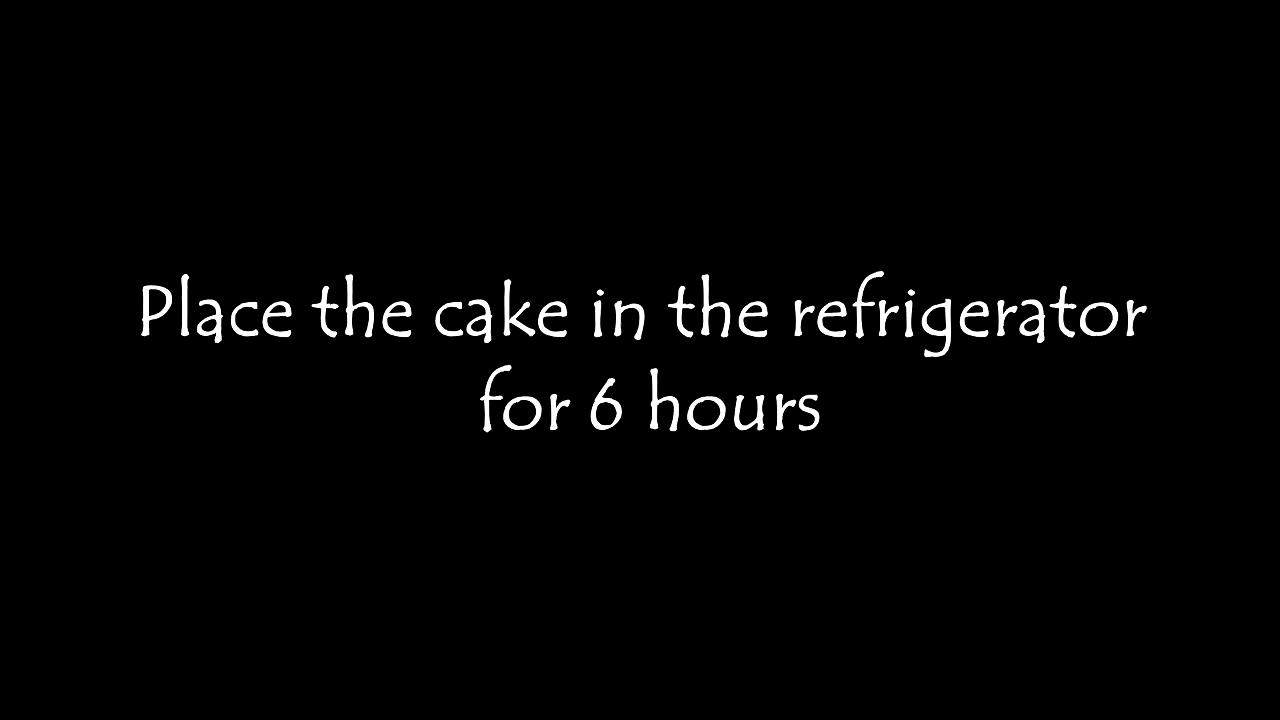 Place the cake in the refrigerator
for 6 hours